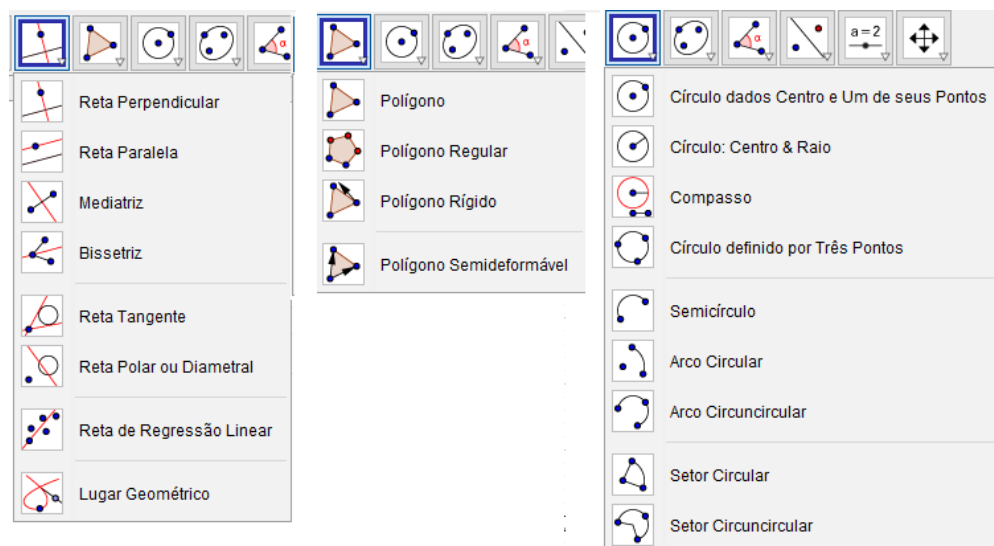 α
α
α
a = 2
Reta Perpendicular
Reta Paralela
Mediatriz
Bissetriz
Reta Tangente
Reta Polar ou Diametral
Reta de Regressão Linear
Lugar Geométrico
Polígono
Polígono Regular
Polígono Rígido
Polígono Semideformável
Círculo dados Centro e Um de seus Pontos
Círculo: Centro & Raio
Compasso
Círculo definido por Três Pontos
Semicírculo
Arco Circular
Arco Circuncircular
Setor Circular
Setor Circuncircular